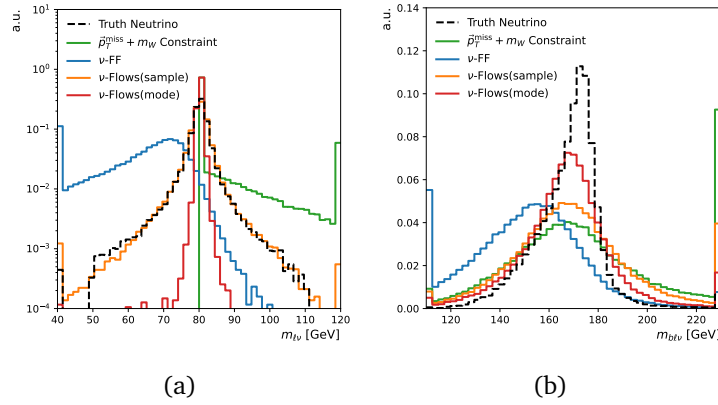 a.u.
Truth Neutrino
p⃗_T^miss + m_W Constraint
ν-FF
ν-Flows(sample)
ν-Flows(mode)
10^1
10^0
10^−1
10^−2
10^−3
10^−4
40 50 60 70 80 90 100 110 120
m_ℓν [GeV]
(a)
a.u.
Truth Neutrino
p⃗_T^miss + m_W Constraint
ν-FF
ν-Flows(sample)
ν-Flows(mode)
0.14
0.12
0.10
0.08
0.06
0.04
0.02
0.00
120 140 160 180 200 220
m_bℓν [GeV]
(b)